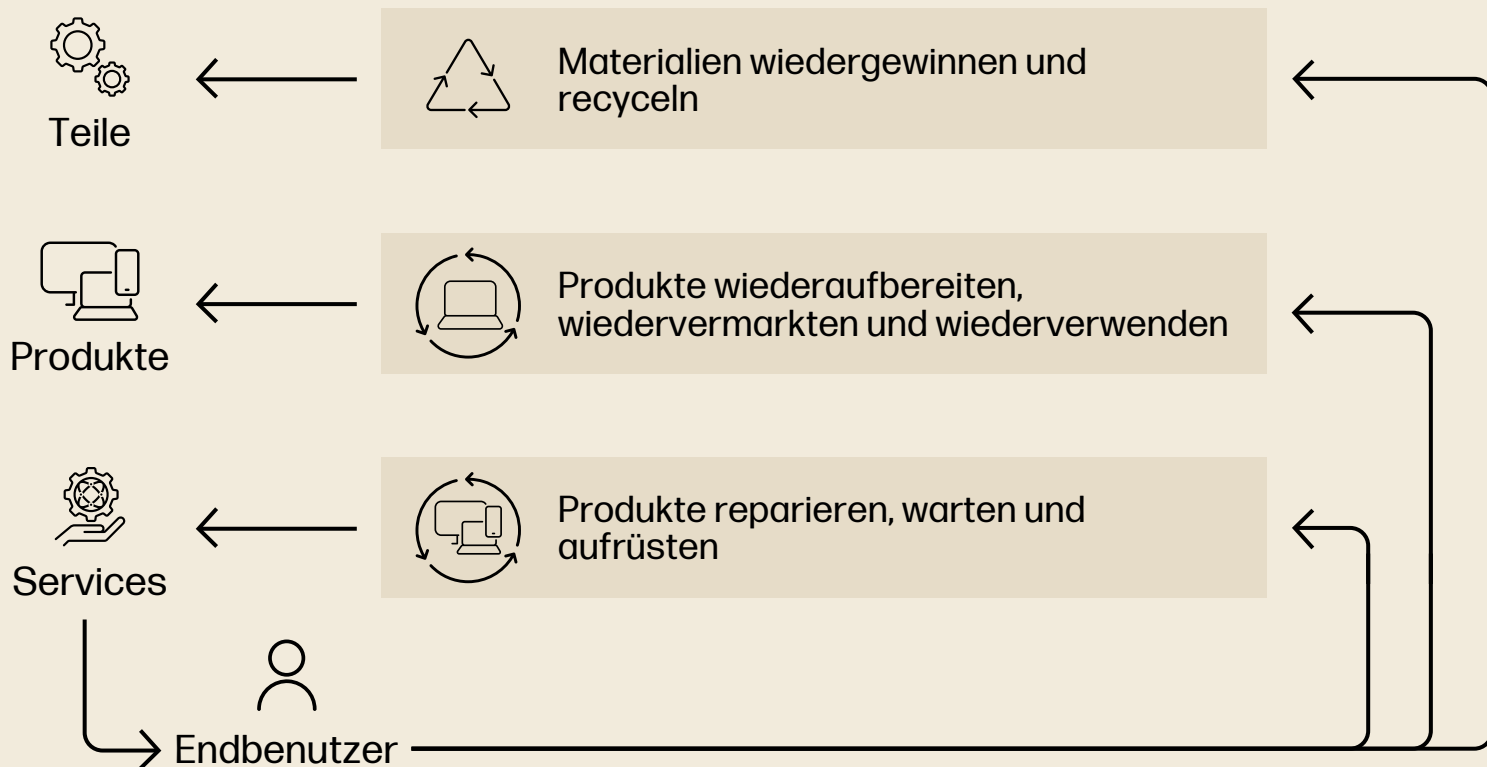 Teile
Materialien wiedergewinnen und
recyceln
Produkte
Produkte wiederaufbereiten,
wiedervermarkten und wiederverwenden
Services
Produkte reparieren, warten und
aufrüsten
Endbenutzer